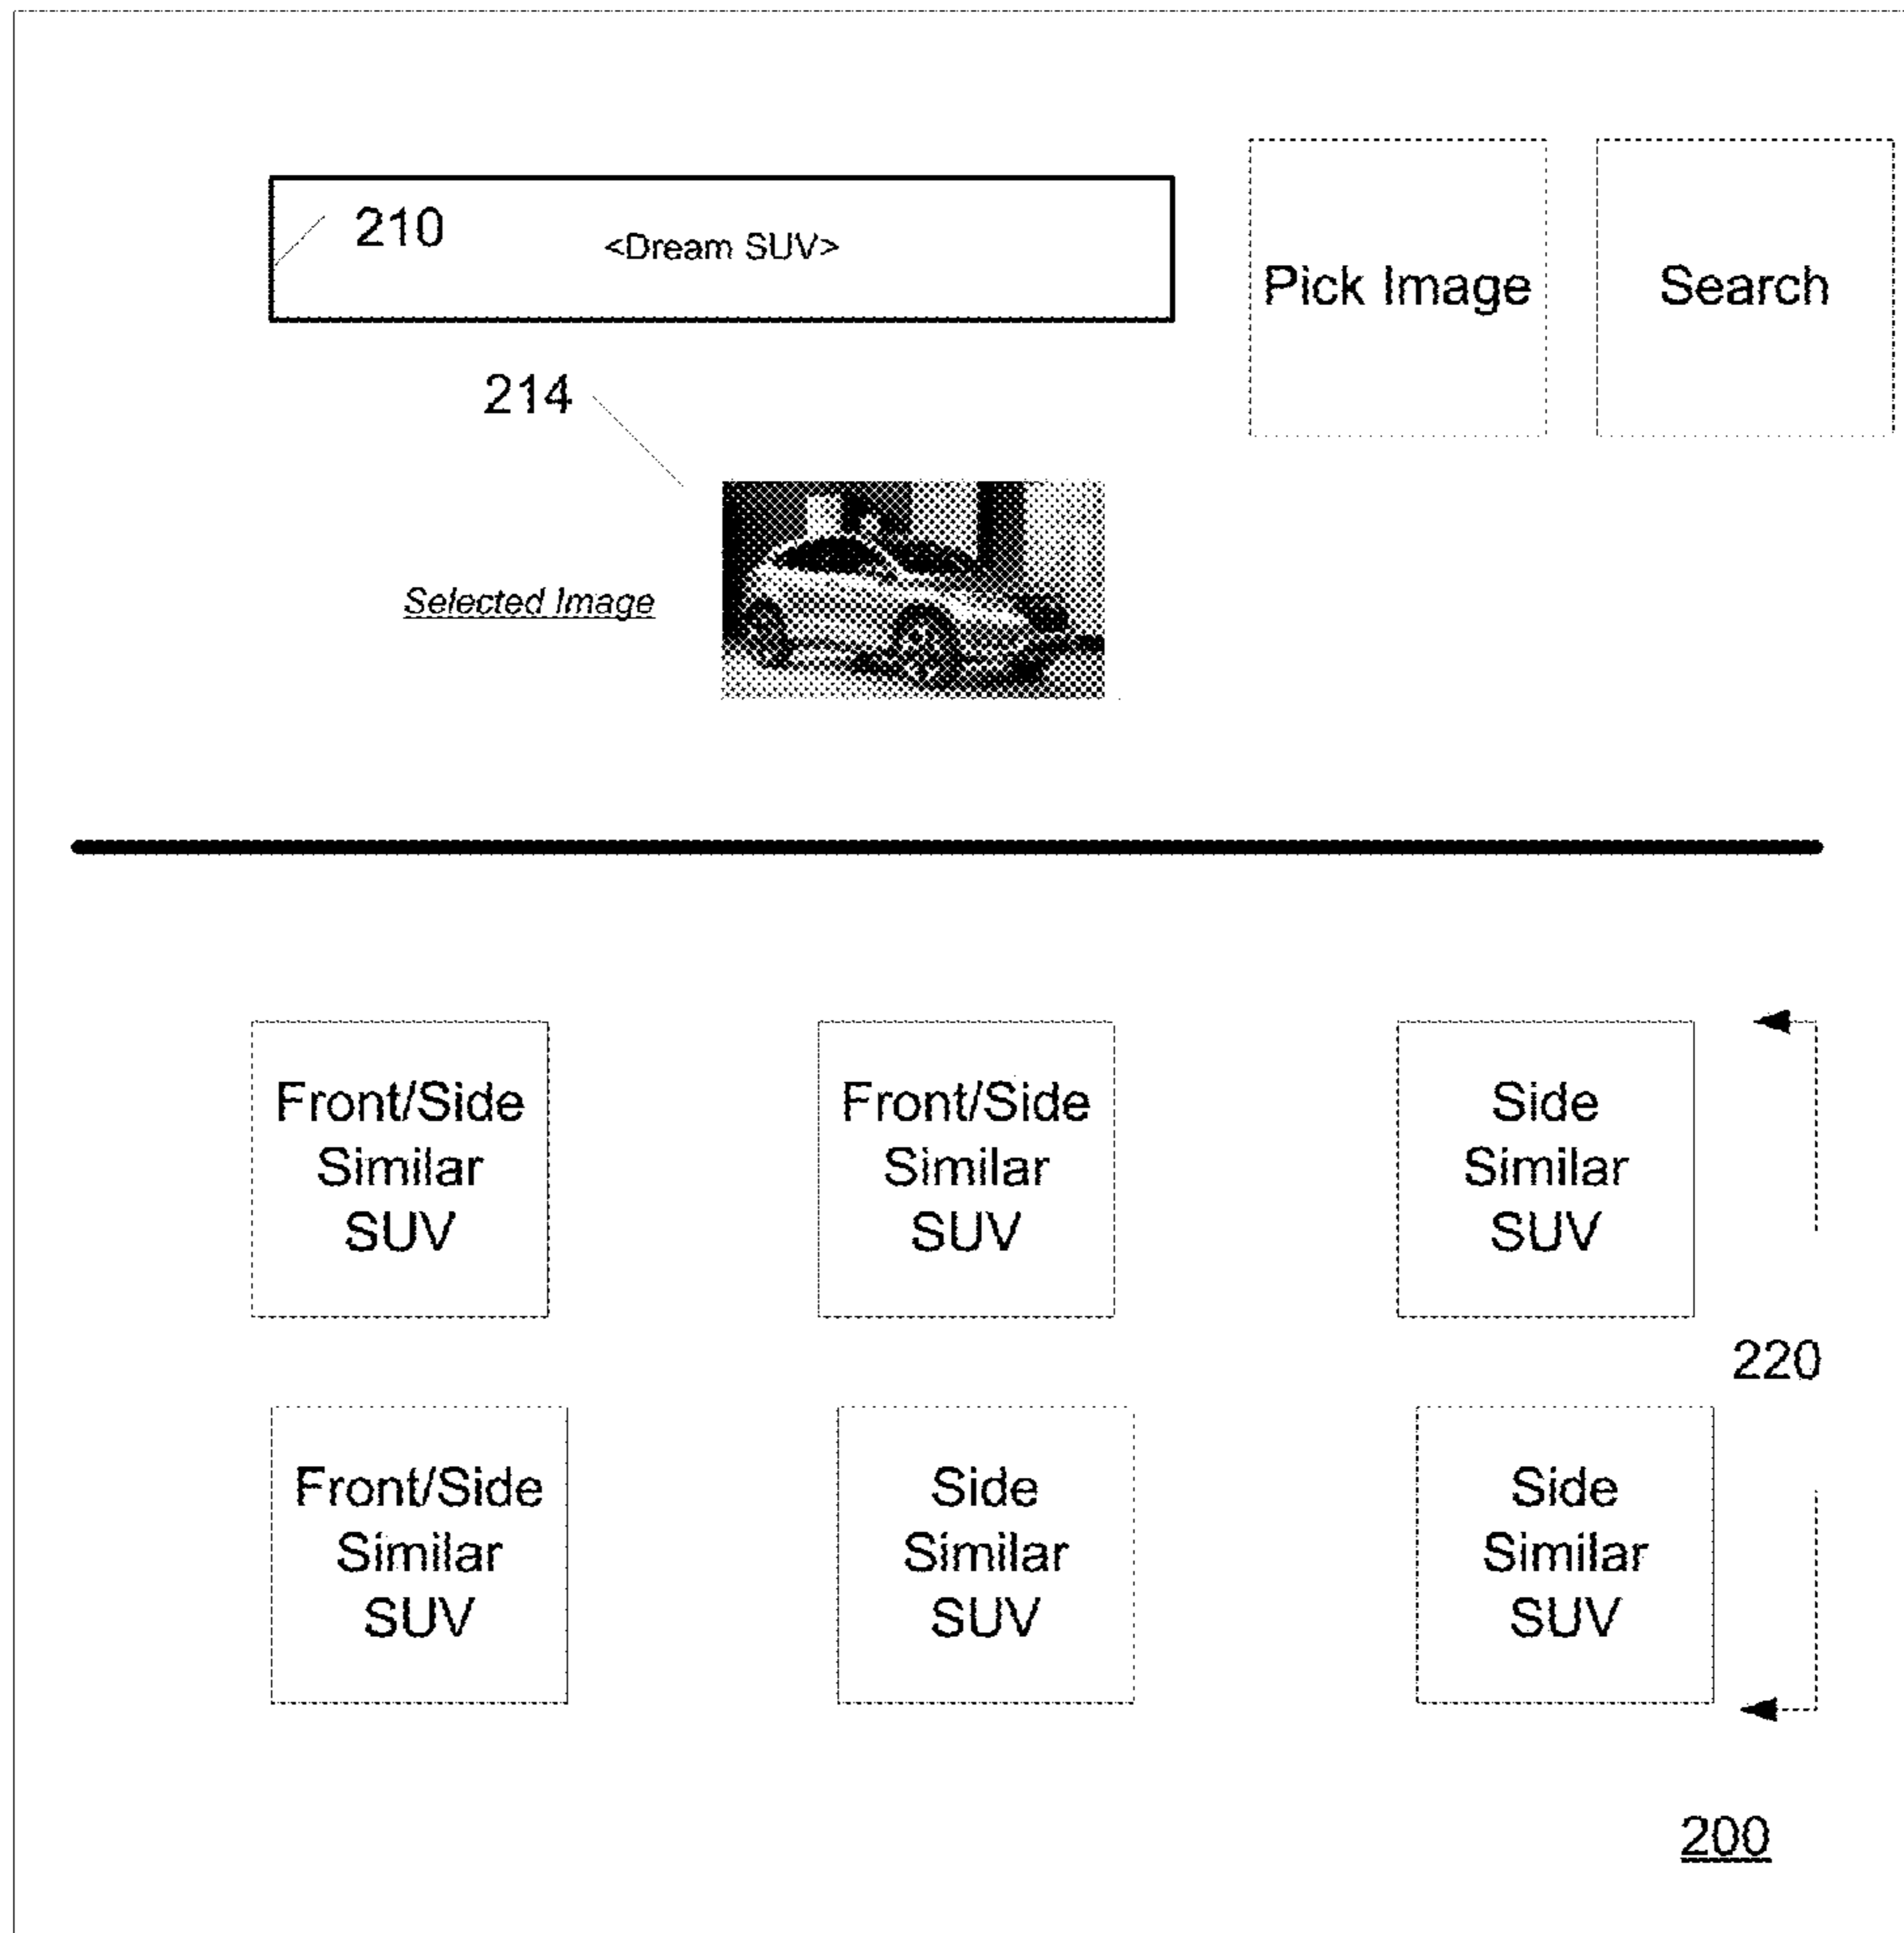 210
<Dream SUV>
Pick Image
Search
214
Selected Image
Front/Side
Similar
SUV
Front/Side
Similar
SUV
Side
Similar
SUV
220
Front/Side
Similar
SUV
Side
Similar
SUV
Side
Similar
SUV
200